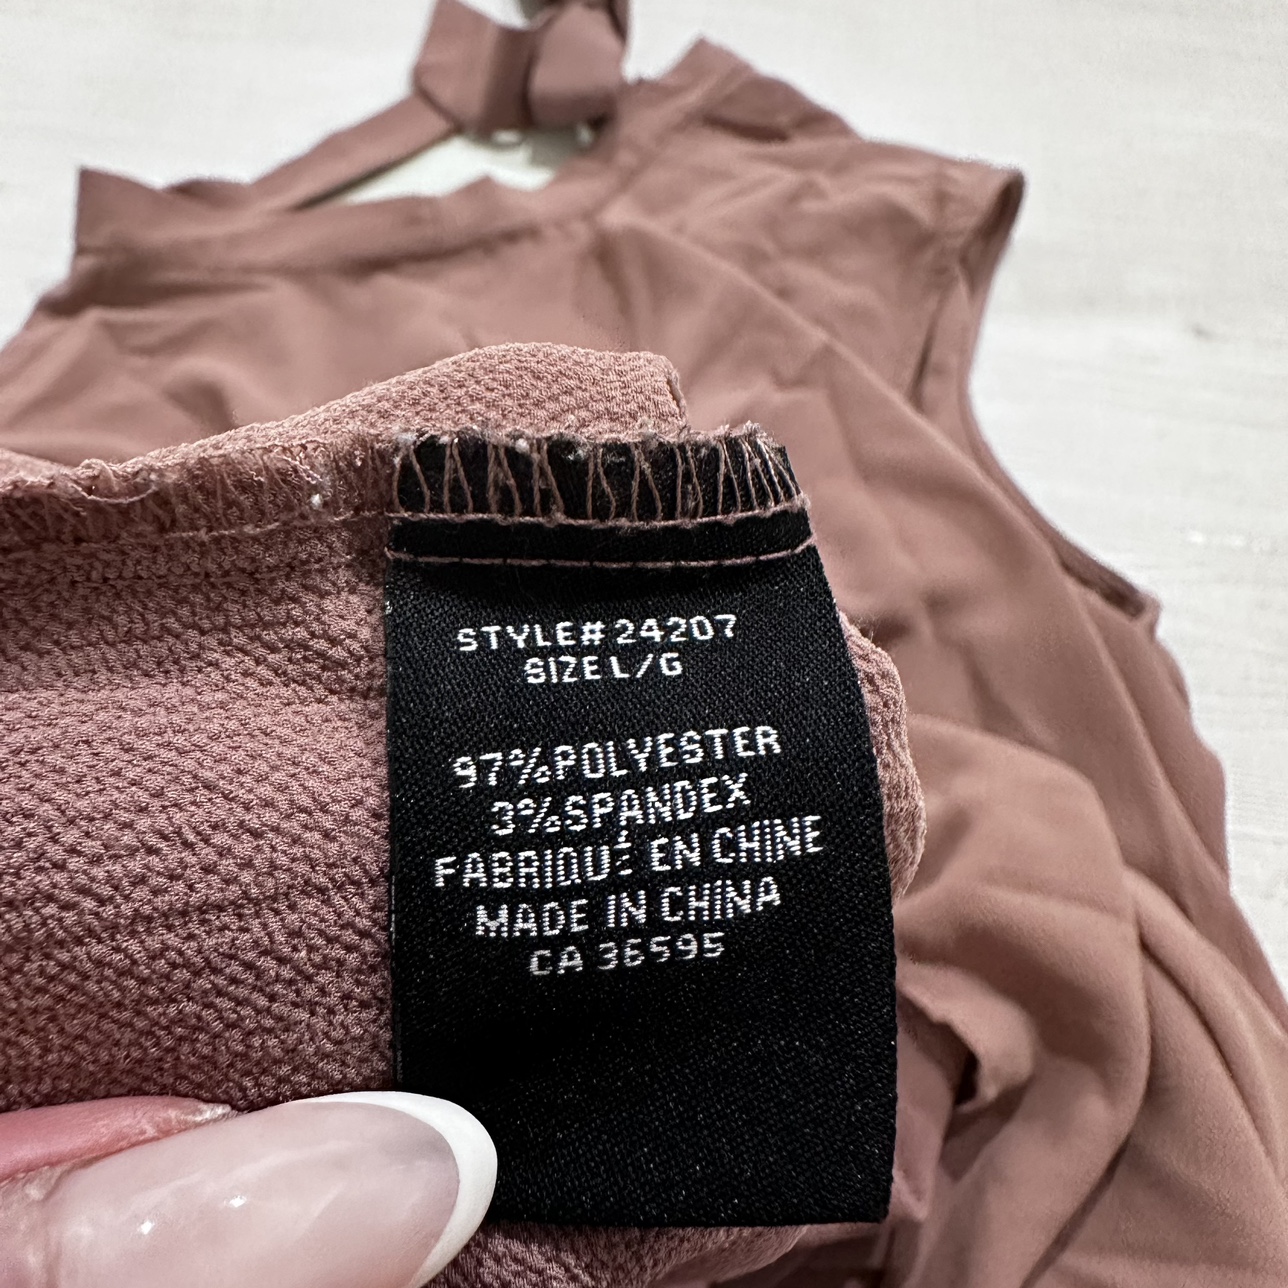 STYLE# 24207
SIZE L/G
97%POLYESTER
3%SPANDEX
FABRIQUÉ EN CHINE
MADE IN CHINA
CA 36595